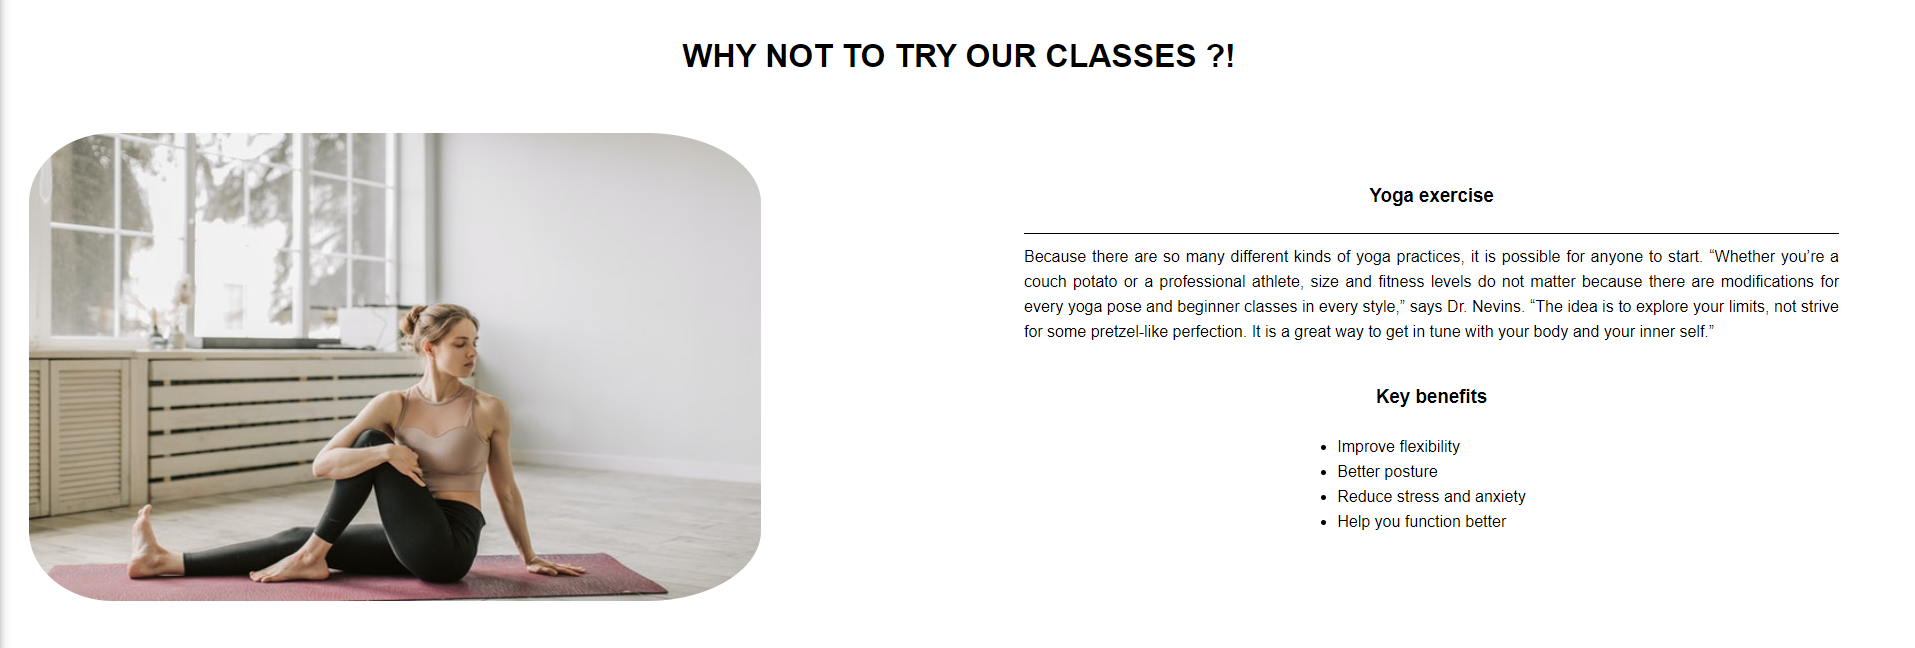 WHY NOT TO TRY OUR CLASSES ?!
Yoga exercise
Because there are so many different kinds of yoga practices, it is possible for anyone to start. “Whether you’re a
couch potato or a professional athlete, size and fitness levels do not matter because there are modifications for
every yoga pose and beginner classes in every style,” says Dr. Nevins. “The idea is to explore your limits, not strive
for some pretzel-like perfection. It is a great way to get in tune with your body and your inner self.”
Key benefits
• Improve flexibility
• Better posture
• Reduce stress and anxiety
• Help you function better